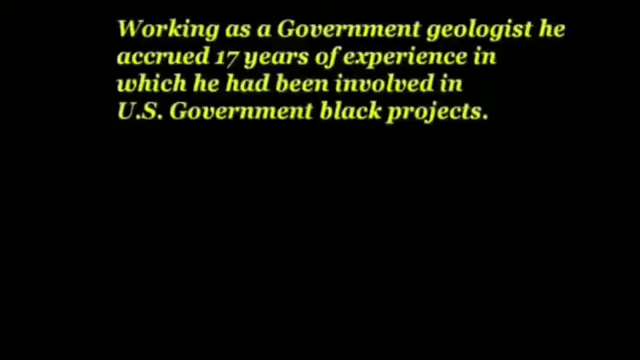 Working as a Government geologist he
accrued 17 years of experience in
which he had been involved in
U.S. Government black projects.